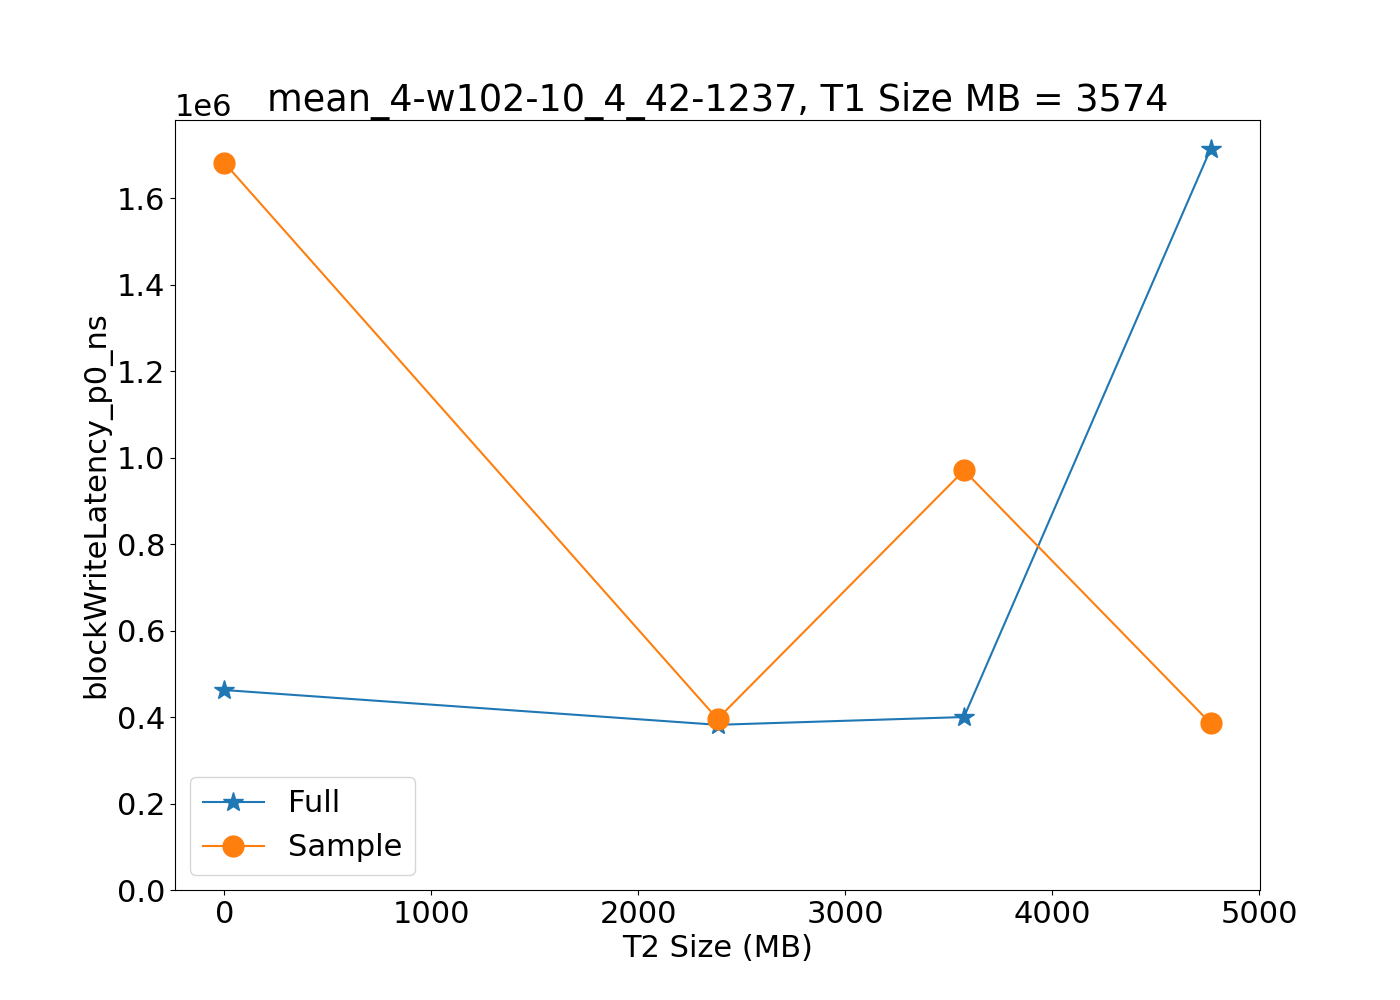 1e6
mean_4-w102-10_4_42-1237, T1 Size MB = 3574
blockWriteLatency_p0_ns
1.6
1.4
1.2
1.0
0.8
0.6
0.4
0.2
0.0
Full
Sample
0 1000 2000 3000 4000 5000
T2 Size (MB)